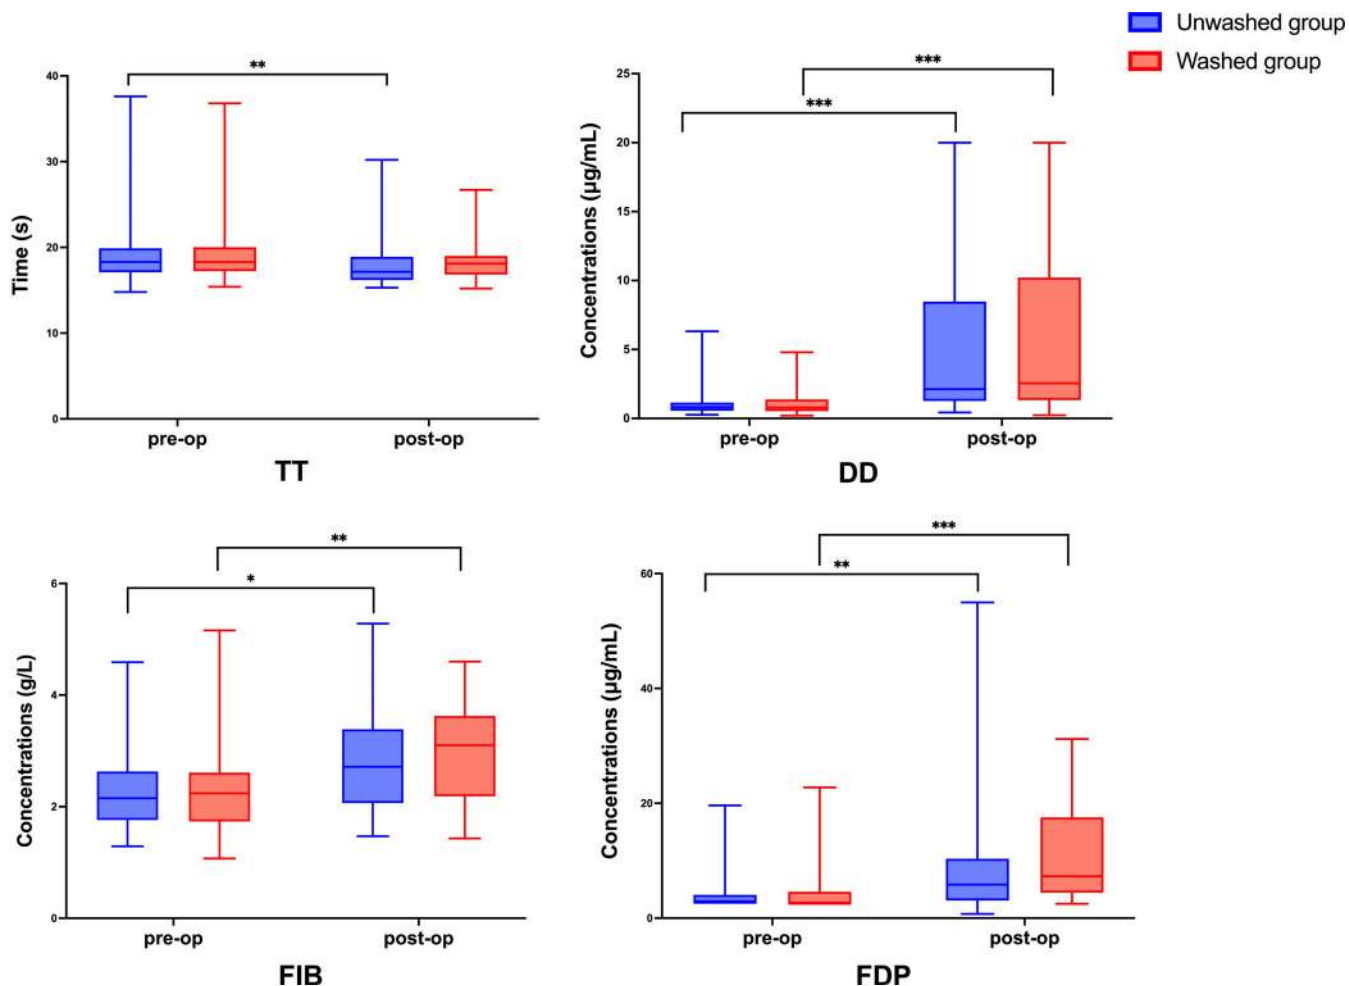 Unwashed group
Washed group
**
40
30
20
10
0
Time (s)
pre-op
post-op
TT
***
***
25
20
15
10
5
0
Concentrations (µg/mL)
pre-op
post-op
DD
**
*
6
4
2
0
Concentrations (g/L)
pre-op
post-op
FIB
***
**
60
40
20
0
Concentrations (µg/mL)
pre-op
post-op
FDP